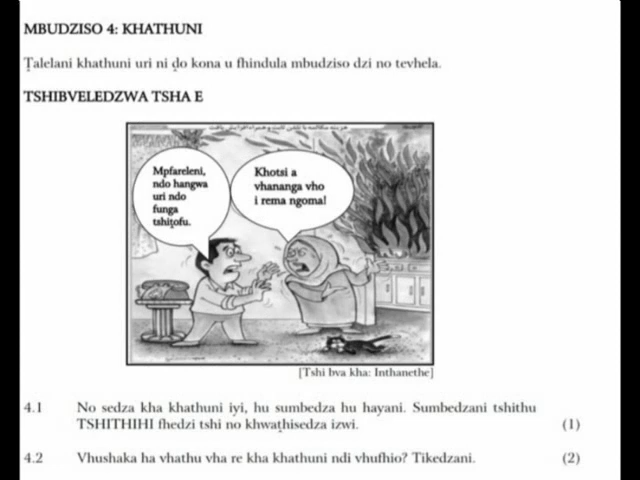 MBUDZISO 4: KHATHUNI
Ṱalelani khathuni uri ni ḓo kona u fhindula mbudziso dzi no tevhela.
TSHIBVELEDZWA TSHA E
Mpfareleni,
ndo hangwa
uri ndo
funga
tshiṱofu.
Khotsi a
vhananga vho
i rema ngoma!
[Tshi bva kha: Inthanethe]
4.1 No sedza kha khathuni iyi, hu sumbedza hu hayani. Sumbedzani tshithu
TSHITHIHI fhedzi tshi no khwaṱhisedza izwi. (1)
4.2 Vhushaka ha vhathu vha re kha khathuni ndi vhufhio? Tikedzani. (2)